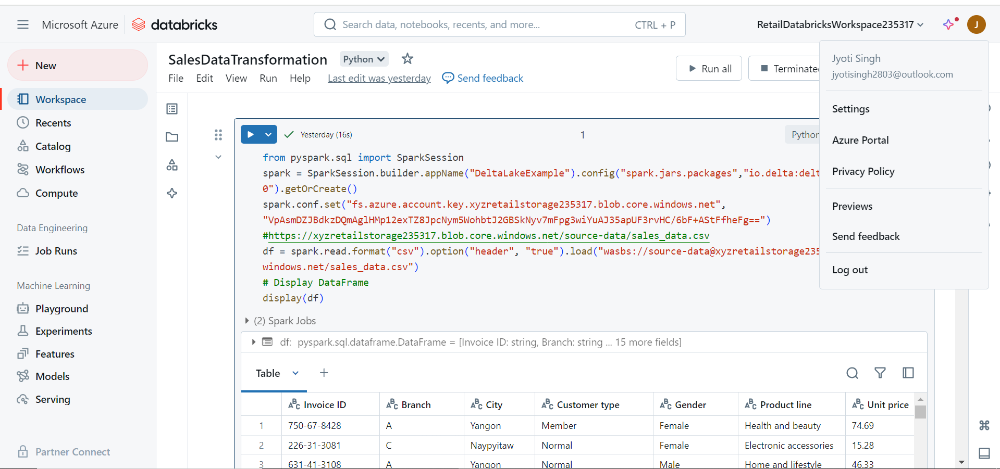 Microsoft Azure databricks Search data, notebooks, recents, and more... CTRL + P RetailDatabricksWorkspace235317 J
New
Workspace
Recents
Catalog
Workflows
Compute
Data Engineering
Job Runs
Machine Learning
Playground
Experiments
Features
Models
Serving
Partner Connect
SalesDataTransformation Python
File Edit View Run Help Last edit was yesterday Send feedback
Run all Terminated
Jyoti Singh
jyotisingh2803@outlook.com
Settings
Azure Portal
Privacy Policy
Previews
Send feedback
Log out
Yesterday (16s) 1 Python
from pyspark.sql import SparkSession
spark = SparkSession.builder.appName("DeltaLakeExample").config("spark.jars.packages","io.delta:delt
0").getOrCreate()
spark.conf.set("fs.azure.account.key.xyzretailstorage235317.blob.core.windows.net",
"VpAsmDZJBdkzDQmAglHMp12exTZ8JpcNym5WohbtJ2GBSkNyv7mFpg3wiYuAJ35apUF3rvHC/6bF+AStFfheFg==")
#https://xyzretailstorage235317.blob.core.windows.net/source-data/sales_data.csv
df = spark.read.format("csv").option("header", "true").load("wasbs://source-data@xyzretailstorage235
windows.net/sales_data.csv")
# Display DataFrame
display(df)
(2) Spark Jobs
df: pyspark.sql.dataframe.DataFrame = [Invoice ID: string, Branch: string ... 15 more fields]
Table +
Invoice ID Branch City Customer type Gender Product line Unit price
1 750-67-8428 A Yangon Member Female Health and beauty 74.69
2 226-31-3081 C Naypyitaw Normal Female Electronic accessories 15.28
3 631-41-3108 A Yangon Normal Male Home and lifestyle 46.33